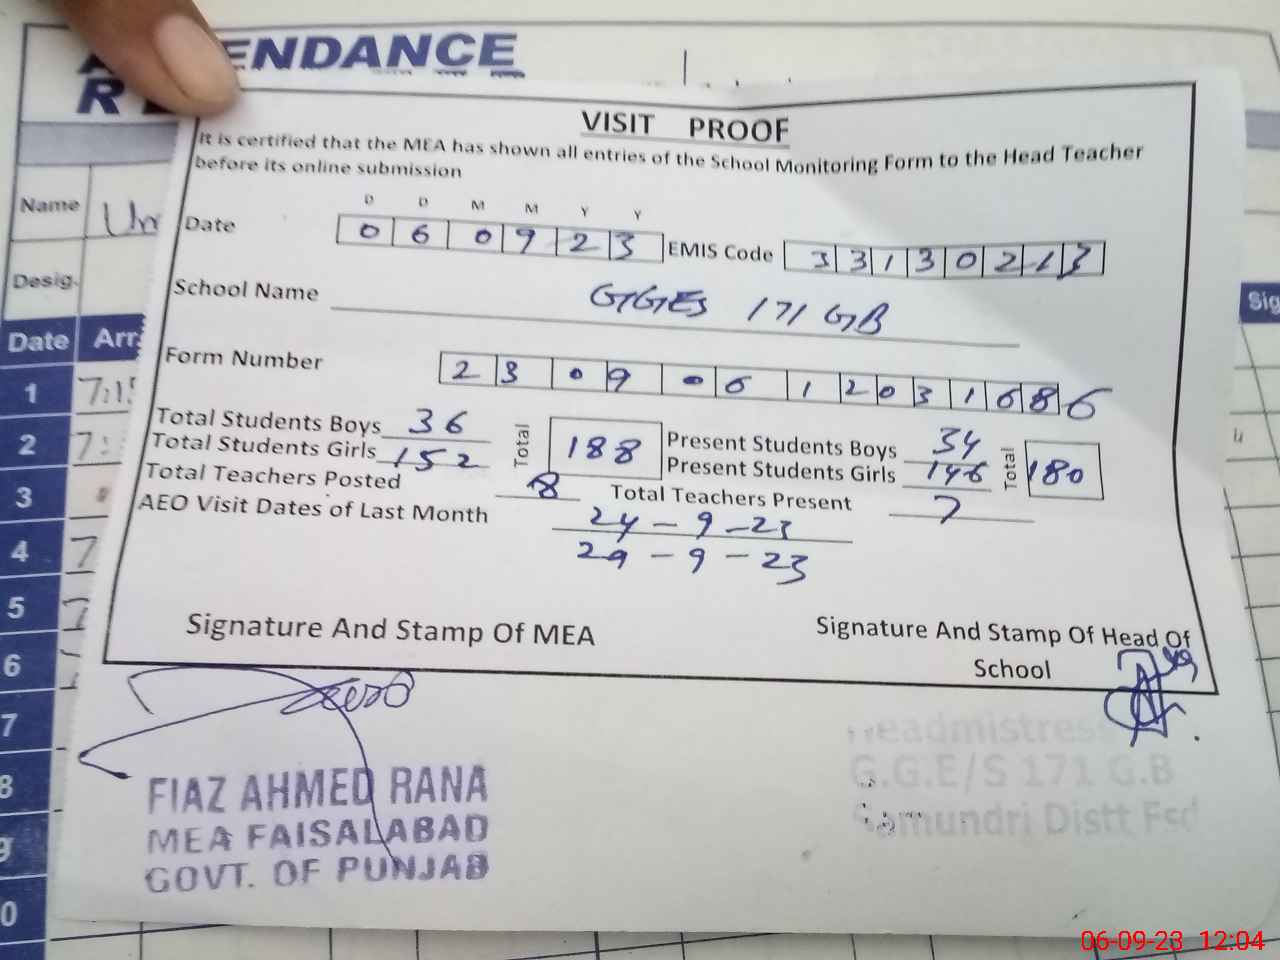 ENDANCE
R
VISIT PROOF
It is certified that the MEA has shown all entries of the School Monitoring Form to the Head Teacher
before its online submission
D D M M Y Y
Date 0 6 0 9 2 3 EMIS Code 3 3 1 3 0 2 1 3
School Name GGES 171 GB
Form Number 2 3 0 9 0 6 1 2 0 3 1 6 8 6
Total Students Boys 36 Total 188 Present Students Boys 34 Total 180
Total Students Girls 152 Present Students Girls 146
Total Teachers Posted 8 Total Teachers Present 7
AEO Visit Dates of Last Month 24 - 9 - 23
29 - 9 - 23
Signature And Stamp Of MEA
Signature And Stamp Of Head Of
School
FIAZ AHMED RANA
MEA FAISALABAD
GOVT. OF PUNJAB
Headmistress
G.G.E/S 171 G.B
Samundri Distt Fsd
Name
Desig.
Date Arr
Sig
1 7:15
2
3
4
5
6
7
8
9
0
06-09-23 12:04